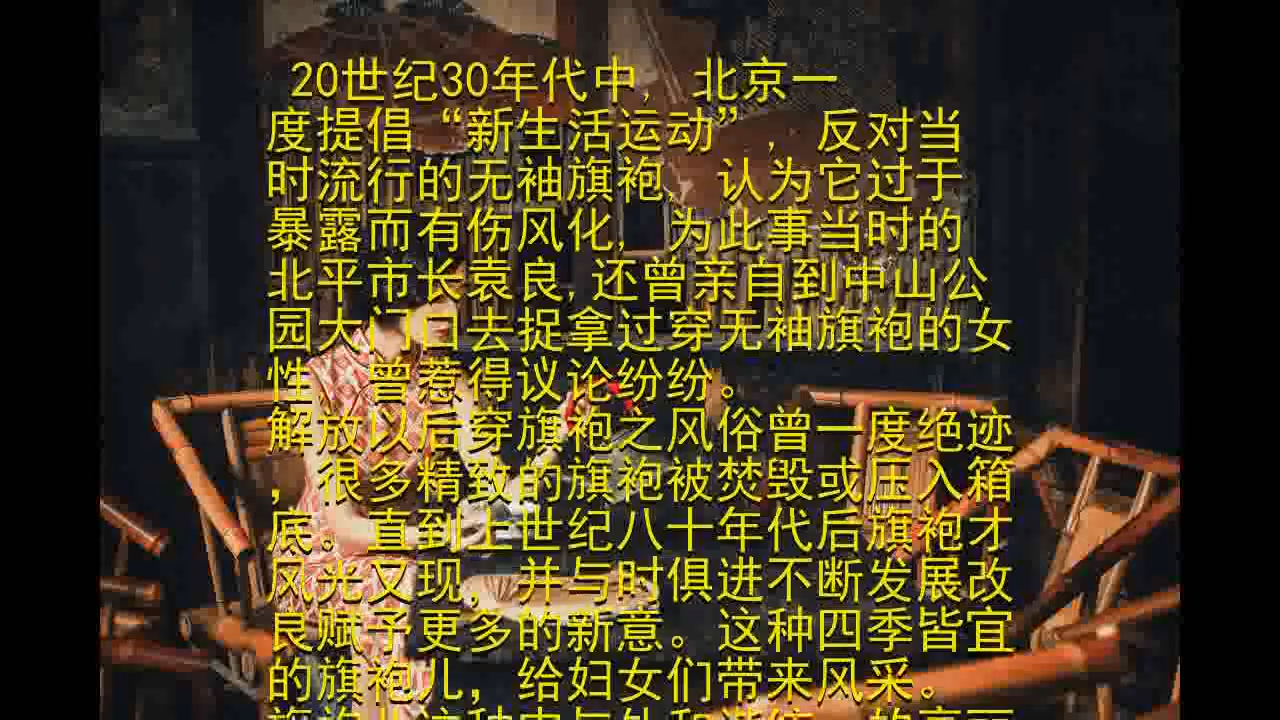 20世纪30年代中, 北京一
度提倡“新生活运动”, 反对当
时流行的无袖旗袍, 认为它过于
暴露而有伤风化, 为此事当时的
北平市长袁良,还曾亲自到中山公
园大门口去捉拿过穿无袖旗袍的女
性, 曾惹得议论纷纷。
解放以后穿旗袍之风俗曾一度绝迹
, 很多精致的旗袍被焚毁或压入箱
底。直到上世纪八十年代后旗袍才
风光又现, 并与时俱进不断发展改
良赋予更多的新意。这种四季皆宜
的旗袍儿, 给妇女们带来风采。